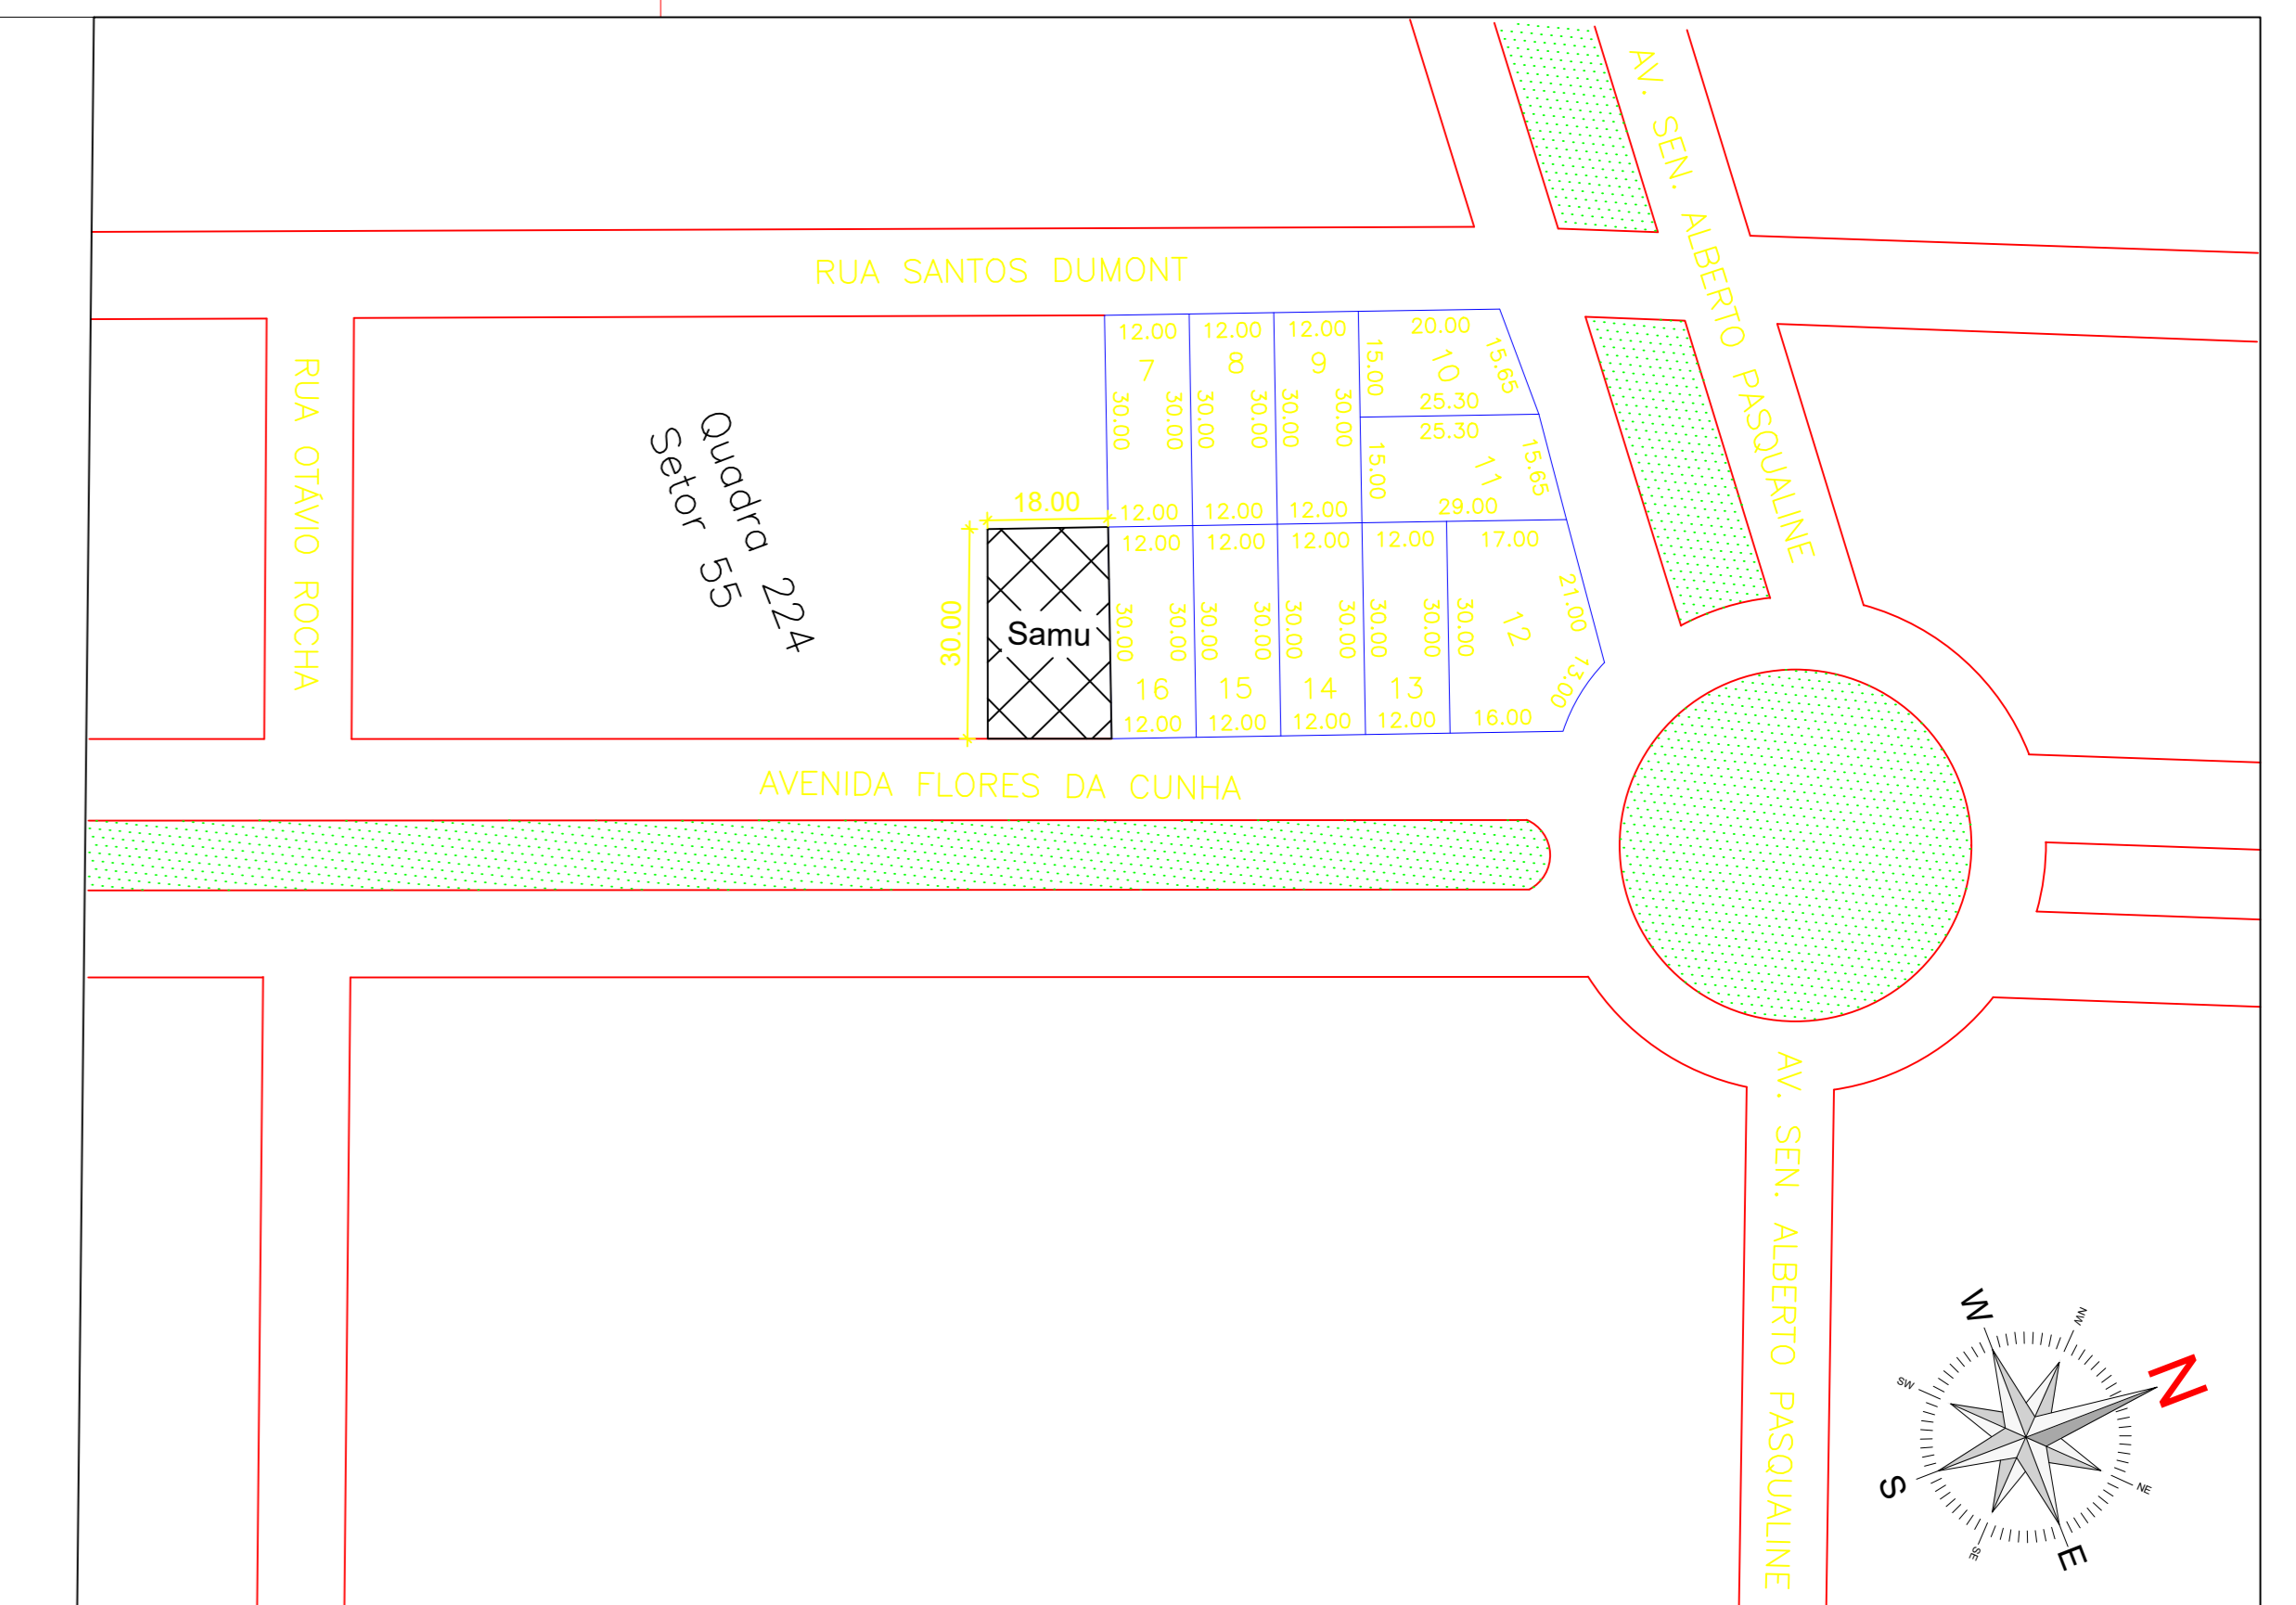 AV. SEN. ALBERTO PASQUALINE
RUA SANTOS DUMONT
12.00 12.00 12.00 20.00
7 8 9 10
15.00 15.65
30.00 30.00 30.00 30.00 30.00 30.00
25.30
25.30
15.00 11 15.65
12.00 12.00 12.00 29.00
RUA OTÁVIO ROCHA
Quadra 224
Setor 55
18.00
30.00
Samu
12.00 12.00 12.00 12.00 17.00
30.00 30.00 30.00 30.00 30.00 30.00 30.00 30.00 30.00
12 21.00
13.00
16 15 14 13
12.00 12.00 12.00 12.00 16.00
AVENIDA FLORES DA CUNHA
AV. SEN. ALBERTO PASQUALINE
N
NE
E
SE
S
SW
W
NW